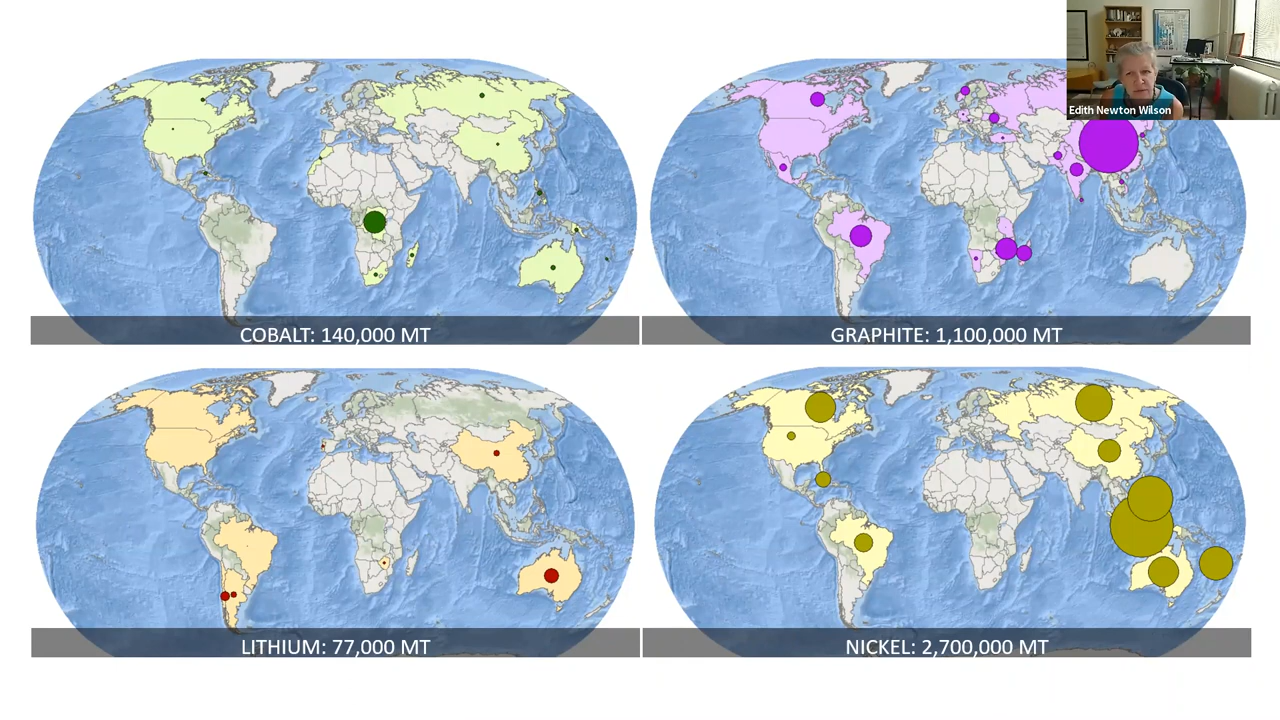 Edith Newton Wilson
COBALT: 140,000 MT
GRAPHITE: 1,100,000 MT
LITHIUM: 77,000 MT
NICKEL: 2,700,000 MT